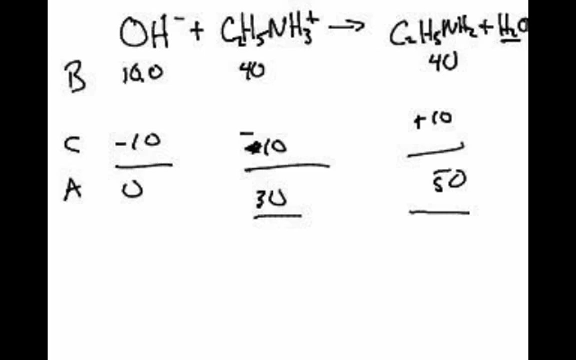 OH⁻ + C₂H₅NH₃⁺ → C₂H₅NH₂ + H₂O
B 10.0 40 40
C -10 -10 +10
A 0 30 50